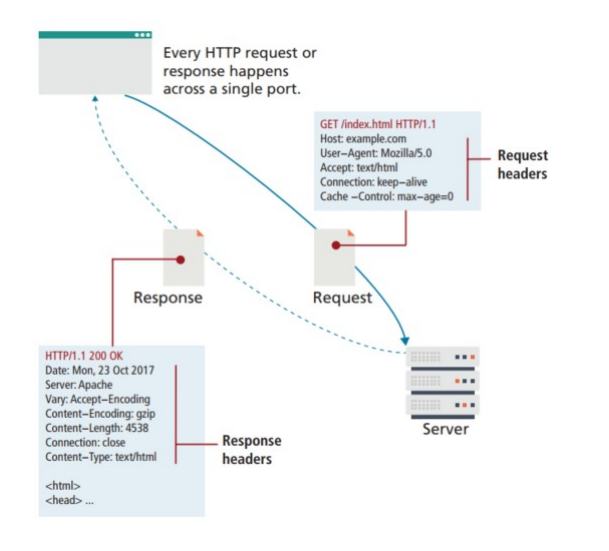 Every HTTP request or
response happens
across a single port.
GET /index.html HTTP/1.1
Host: example.com
User–Agent: Mozilla/5.0
Accept: text/html
Connection: keep–alive
Cache –Control: max–age=0
Request
headers
Response
Request
HTTP/1.1 200 OK
Date: Mon, 23 Oct 2017
Server: Apache
Vary: Accept–Encoding
Content–Encoding: gzip
Content–Length: 4538
Connection: close
Content–Type: text/html
<html>
<head> ...
Response
headers
Server